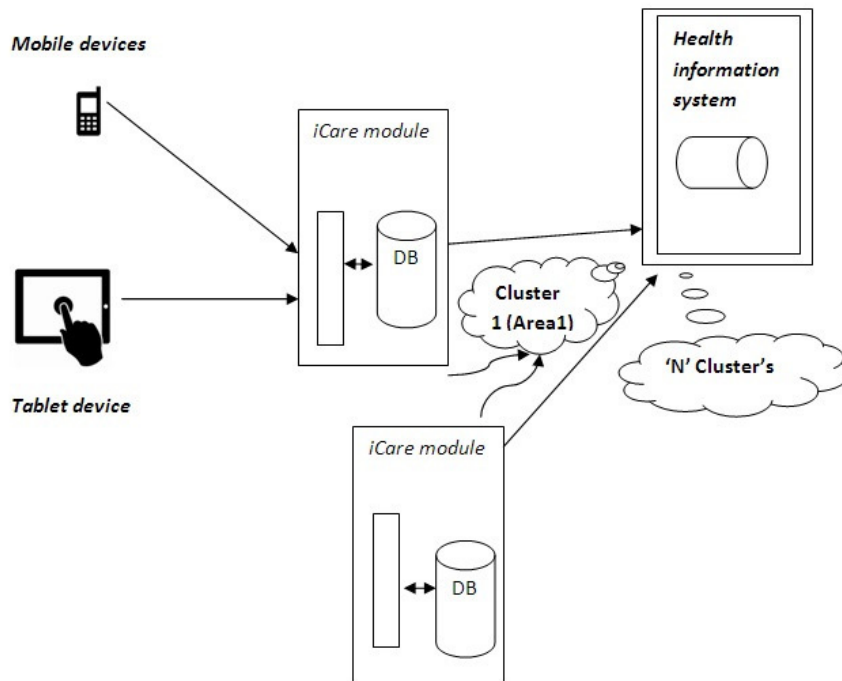 Mobile devices
Health
information
system
iCare module
DB
Cluster
1 (Area1)
'N' Cluster's
Tablet device
iCare module
DB